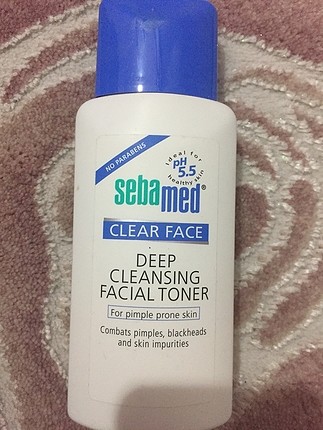 NO PARABENS
ideal for
pH
5.5
healthy skin
sebamed®
CLEAR FACE
DEEP
CLEANSING
FACIAL TONER
For pimple prone skin
Combats pimples, blackheads
and skin impurities